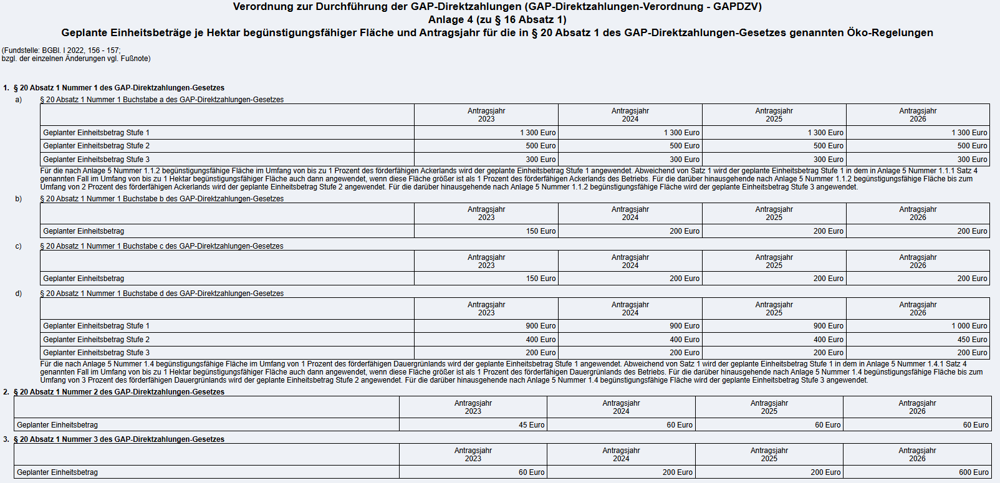 Verordnung zur Durchführung der GAP-Direktzahlungen (GAP-Direktzahlungen-Verordnung - GAPDZV)
Anlage 4 (zu § 16 Absatz 1)
Geplante Einheitsbeträge je Hektar begünstigungsfähiger Fläche und Antragsjahr für die in § 20 Absatz 1 des GAP-Direktzahlungen-Gesetzes genannten Öko-Regelungen
(Fundstelle: BGBl. I 2022, 156 - 157;
bzgl. der einzelnen Änderungen vgl. Fußnote)
1. § 20 Absatz 1 Nummer 1 des GAP-Direktzahlungen-Gesetzes
a) § 20 Absatz 1 Nummer 1 Buchstabe a des GAP-Direktzahlungen-Gesetzes
Antragsjahr Antragsjahr Antragsjahr Antragsjahr
2023 2024 2025 2026
Geplanter Einheitsbetrag Stufe 1 1 300 Euro 1 300 Euro 1 300 Euro 1 300 Euro
Geplanter Einheitsbetrag Stufe 2 500 Euro 500 Euro 500 Euro 500 Euro
Geplanter Einheitsbetrag Stufe 3 300 Euro 300 Euro 300 Euro 300 Euro
Für die nach Anlage 5 Nummer 1.1.2 begünstigungsfähige Fläche im Umfang von bis zu 1 Prozent des förderfähigen Ackerlands wird der geplante Einheitsbetrag Stufe 1 angewendet. Abweichend von Satz 1 wird der geplante Einheitsbetrag Stufe 1 in dem in Anlage 5 Nummer 1.1.1 Satz 4
genannten Fall im Umfang von bis zu 1 Hektar begünstigungsfähiger Fläche auch dann angewendet, wenn diese Fläche größer ist als 1 Prozent des förderfähigen Ackerlands des Betriebs. Für die darüber hinausgehende nach Anlage 5 Nummer 1.1.2 begünstigungsfähige Fläche bis zum
Umfang von 2 Prozent des förderfähigen Ackerlands wird der geplante Einheitsbetrag Stufe 2 angewendet. Für die darüber hinausgehende nach Anlage 5 Nummer 1.1.2 begünstigungsfähige Fläche wird der geplante Einheitsbetrag Stufe 3 angewendet.
b) § 20 Absatz 1 Nummer 1 Buchstabe b des GAP-Direktzahlungen-Gesetzes
Antragsjahr Antragsjahr Antragsjahr Antragsjahr
2023 2024 2025 2026
Geplanter Einheitsbetrag 150 Euro 200 Euro 200 Euro 200 Euro
c) § 20 Absatz 1 Nummer 1 Buchstabe c des GAP-Direktzahlungen-Gesetzes
Antragsjahr Antragsjahr Antragsjahr Antragsjahr
2023 2024 2025 2026
Geplanter Einheitsbetrag 150 Euro 200 Euro 200 Euro 200 Euro
d) § 20 Absatz 1 Nummer 1 Buchstabe d des GAP-Direktzahlungen-Gesetzes
Antragsjahr Antragsjahr Antragsjahr Antragsjahr
2023 2024 2025 2026
Geplanter Einheitsbetrag Stufe 1 900 Euro 900 Euro 900 Euro 1 000 Euro
Geplanter Einheitsbetrag Stufe 2 400 Euro 400 Euro 400 Euro 450 Euro
Geplanter Einheitsbetrag Stufe 3 200 Euro 200 Euro 200 Euro 200 Euro
Für die nach Anlage 5 Nummer 1.4 begünstigungsfähige Fläche im Umfang von 1 Prozent des förderfähigen Dauergrünlands wird der geplante Einheitsbetrag Stufe 1 angewendet. Abweichend von Satz 1 wird der geplante Einheitsbetrag Stufe 1 in dem in Anlage 5 Nummer 1.4.1 Satz 4
genannten Fall im Umfang von bis zu 1 Hektar begünstigungsfähiger Fläche auch dann angewendet, wenn diese Fläche größer ist als 1 Prozent des förderfähigen Dauergrünlands des Betriebs. Für die darüber hinausgehende nach Anlage 5 Nummer 1.4 begünstigungsfähige Fläche bis zum
Umfang von 3 Prozent des förderfähigen Dauergrünlands wird der geplante Einheitsbetrag Stufe 2 angewendet. Für die darüber hinausgehende nach Anlage 5 Nummer 1.4 begünstigungsfähige Fläche wird der geplante Einheitsbetrag Stufe 3 angewendet.
2. § 20 Absatz 1 Nummer 2 des GAP-Direktzahlungen-Gesetzes
Antragsjahr Antragsjahr Antragsjahr Antragsjahr
2023 2024 2025 2026
Geplanter Einheitsbetrag 45 Euro 60 Euro 60 Euro 60 Euro
3. § 20 Absatz 1 Nummer 3 des GAP-Direktzahlungen-Gesetzes
Antragsjahr Antragsjahr Antragsjahr Antragsjahr
2023 2024 2025 2026
Geplanter Einheitsbetrag 60 Euro 200 Euro 200 Euro 600 Euro